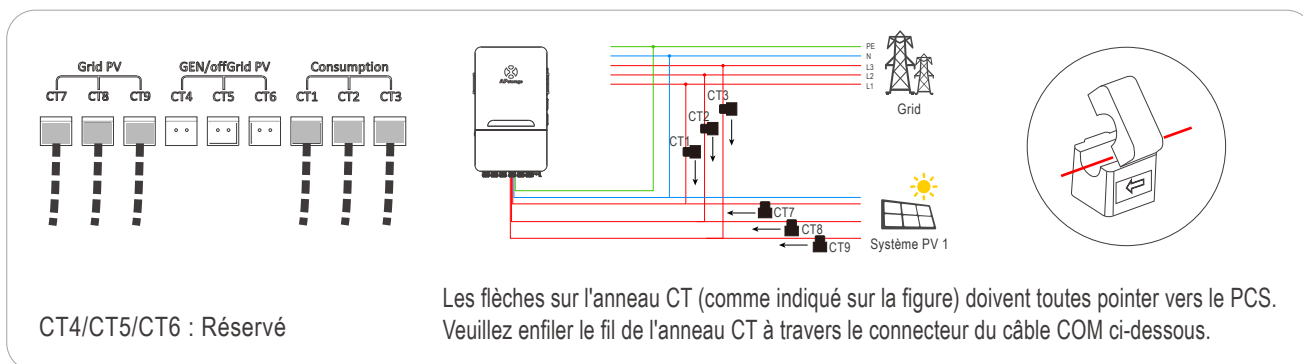 Grid PV GEN/offGrid PV Consumption
CT7 CT8 CT9 CT4 CT5 CT6 CT1 CT2 CT3
APstorage
PE
N
L3
L2
L1
Grid
CT3
CT2
CT1
CT7
CT8
CT9
Système PV 1
CT4/CT5/CT6 : Réservé
Les flèches sur l'anneau CT (comme indiqué sur la figure) doivent toutes pointer vers le PCS.
Veuillez enfiler le fil de l'anneau CT à travers le connecteur du câble COM ci-dessous.